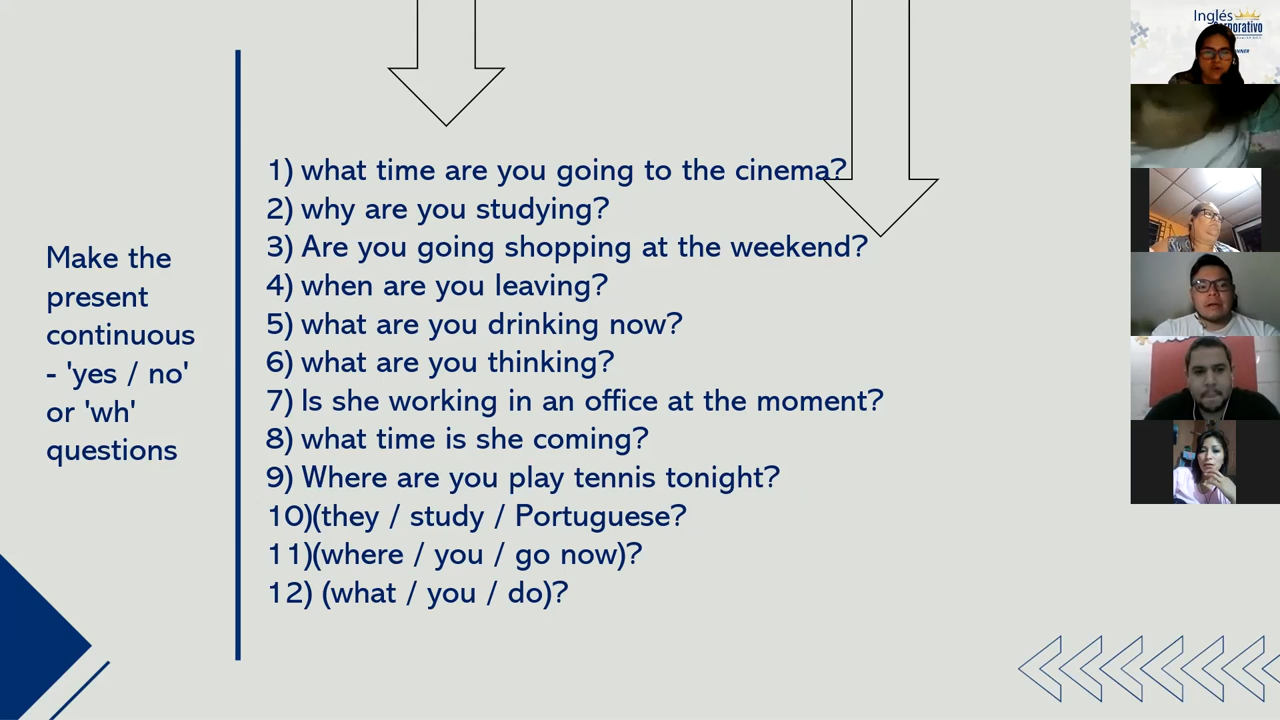 Make the
present
continuous
- 'yes / no'
or 'wh'
questions
1) what time are you going to the cinema?
2) why are you studying?
3) Are you going shopping at the weekend?
4) when are you leaving?
5) what are you drinking now?
6) what are you thinking?
7) Is she working in an office at the moment?
8) what time is she coming?
9) Where are you play tennis tonight?
10)(they / study / Portuguese?
11)(where / you / go now)?
12) (what / you / do)?
Inglés